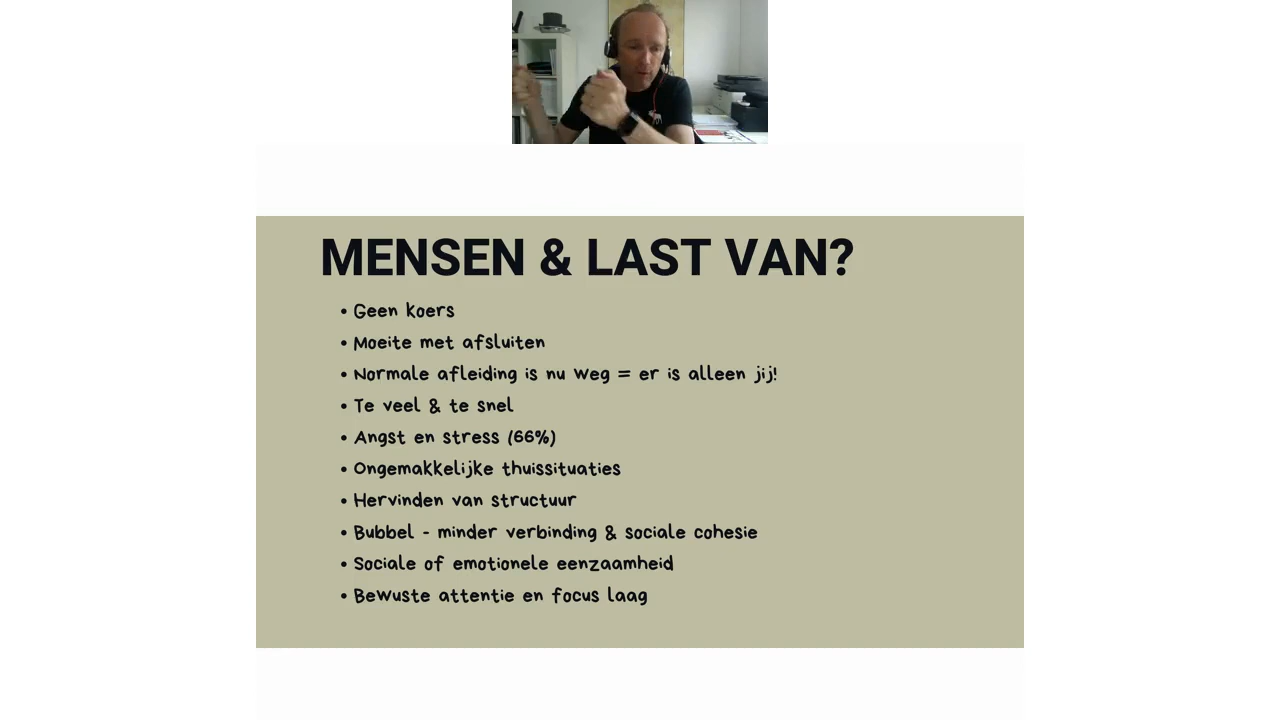 MENSEN & LAST VAN?
• Geen koers
• Moeite met afsluiten
• Normale afleiding is nu weg = er is alleen jij!
• Te veel & te snel
• Angst en stress (66%)
• Ongemakkelijke thuissituaties
• Hervinden van structuur
• Bubbel - minder verbinding & sociale cohesie
• Sociale of emotionele eenzaamheid
• Bewuste attentie en focus laag